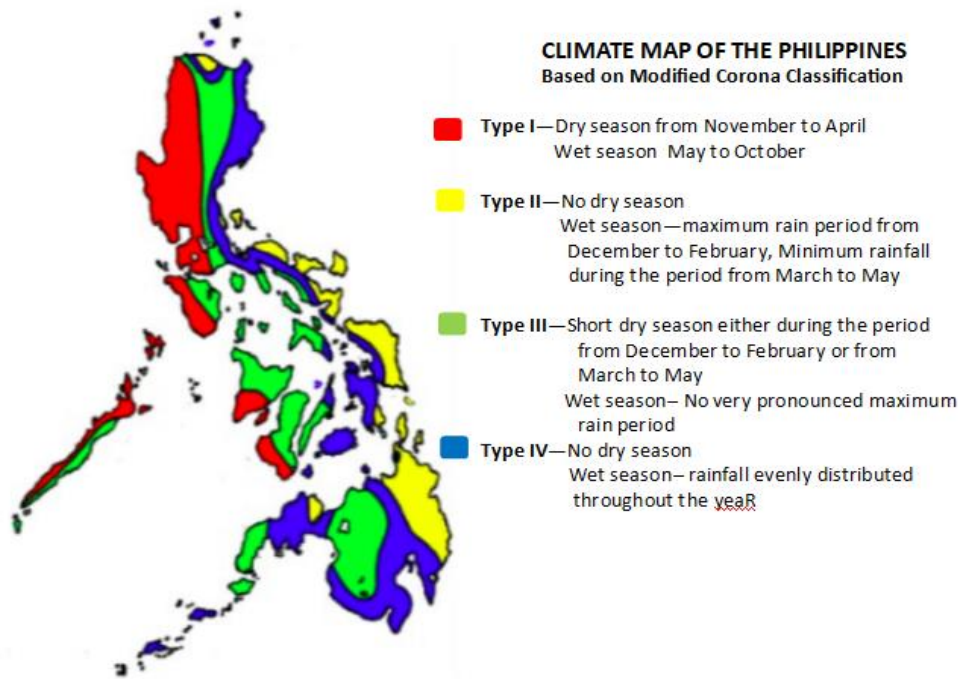 CLIMATE MAP OF THE PHILIPPINES
Based on Modified Corona Classification
Type I—Dry season from November to April
Wet season May to October
Type II—No dry season
Wet season—maximum rain period from
December to February, Minimum rainfall
during the period from March to May
Type III—Short dry season either during the period
from December to February or from
March to May
Wet season– No very pronounced maximum
rain period
Type IV—No dry season
Wet season– rainfall evenly distributed
throughout the yeaR